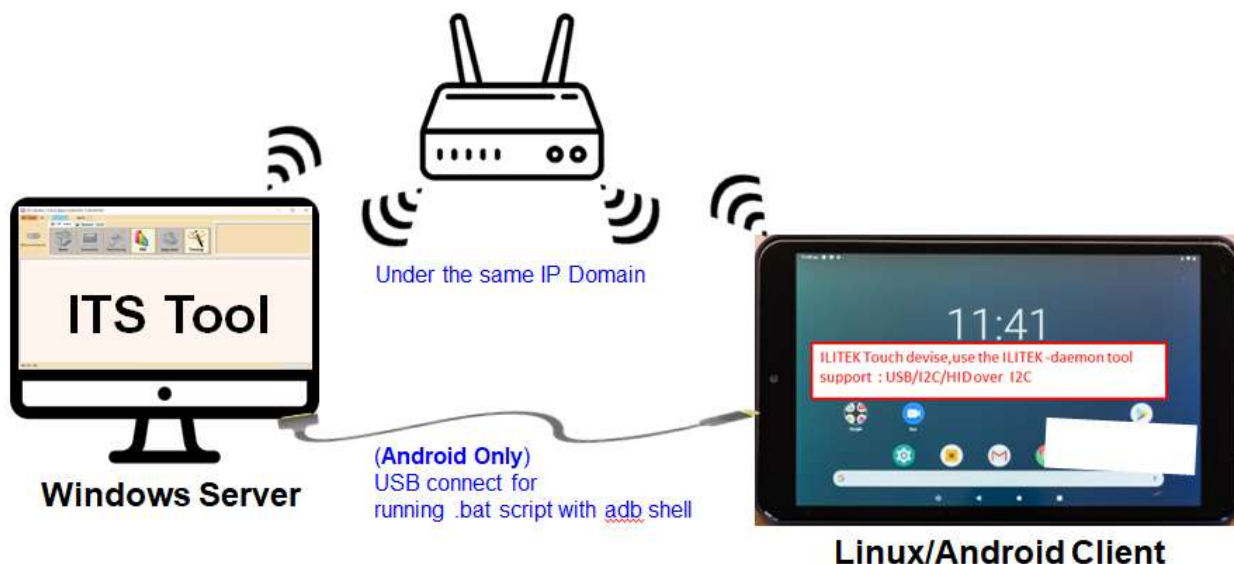 Under the same IP Domain
ITS Tool
11:41
ILITEK Touch devise,use the ILITEK -daemon tool
support : USB/I2C/HID over I2C
(Android Only)
USB connect for
running .bat script with adb shell
Windows Server
Linux/Android Client